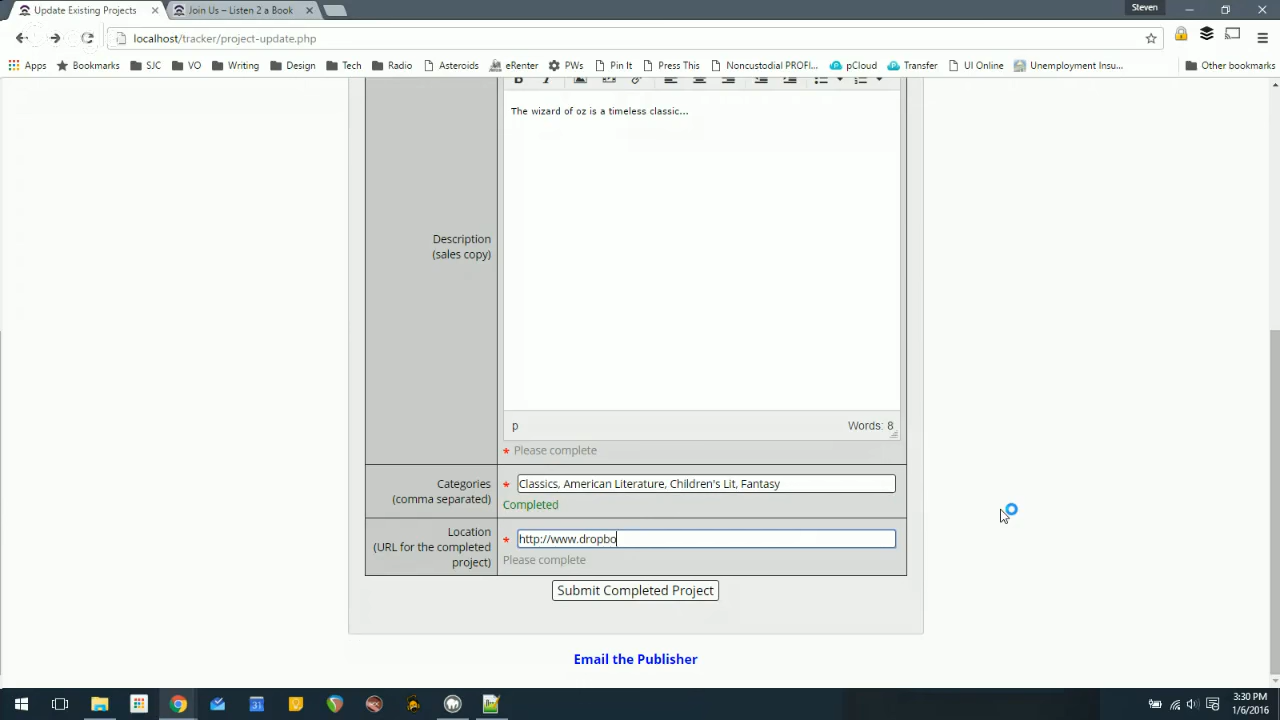 Update Existing Projects
Join Us – Listen 2 a Book
Steven
localhost/tracker/project-update.php
Apps
Bookmarks
SJC
VO
Writing
Design
Tech
Radio
Asteroids
eRenter
PWs
Pin It
Press This
Noncustodial PROFI...
pCloud
Transfer
UI Online
Unemployment Insu...
Other bookmarks
The wizard of oz is a timeless classic...
Description
(sales copy)
p
Words: 8
* Please complete
Categories
(comma separated)
* Classics, American Literature, Children's Lit, Fantasy
Completed
Location
(URL for the completed
project)
* http://www.dropbo
Please complete
Submit Completed Project
Email the Publisher
31
3:30 PM
1/6/2016